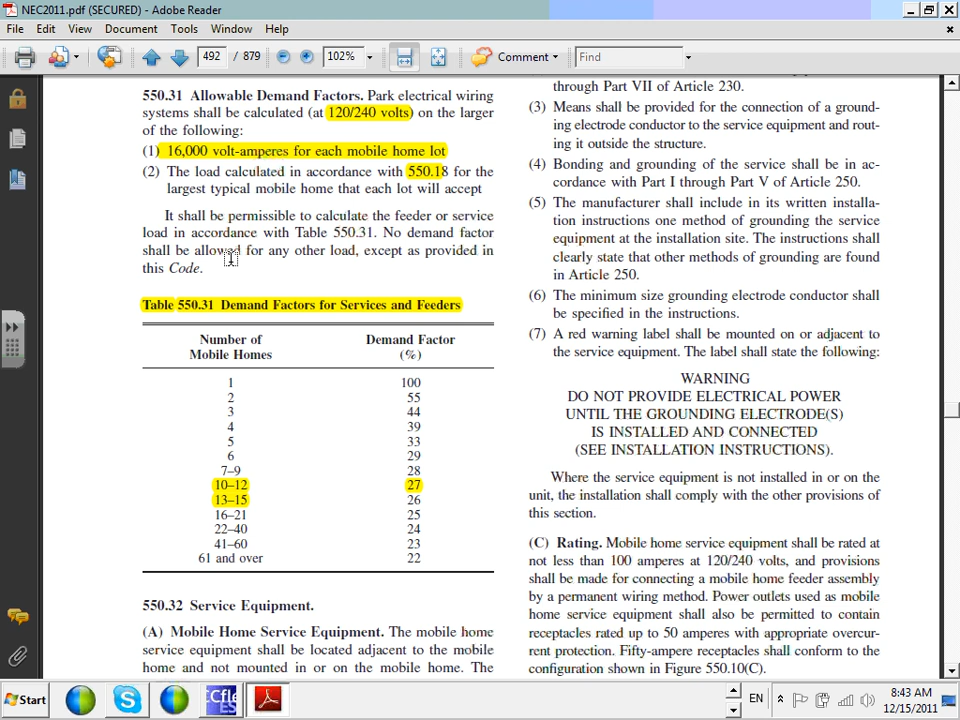 NEC2011.pdf (SECURED) - Adobe Reader
File Edit View Document Tools Window Help
492 / 879 102% Comment Find
550.31 Allowable Demand Factors. Park electrical wiring
systems shall be calculated (at 120/240 volts) on the larger
of the following:
(1) 16,000 volt-amperes for each mobile home lot
(2) The load calculated in accordance with 550.18 for the
largest typical mobile home that each lot will accept
It shall be permissible to calculate the feeder or service
load in accordance with Table 550.31. No demand factor
shall be allowed for any other load, except as provided in
this Code.
Table 550.31 Demand Factors for Services and Feeders
Number of Demand Factor
Mobile Homes (%)
1 100
2 55
3 44
4 39
5 33
6 29
7–9 28
10–12 27
13–15 26
16–21 25
22–40 24
41–60 23
61 and over 22
550.32 Service Equipment.
(A) Mobile Home Service Equipment. The mobile home
service equipment shall be located adjacent to the mobile
home and not mounted in or on the mobile home. The
through Part VII of Article 230.
(3) Means shall be provided for the connection of a ground-
ing electrode conductor to the service equipment and rout-
ing it outside the structure.
(4) Bonding and grounding of the service shall be in ac-
cordance with Part I through Part V of Article 250.
(5) The manufacturer shall include in its written installa-
tion instructions one method of grounding the service
equipment at the installation site. The instructions shall
clearly state that other methods of grounding are found
in Article 250.
(6) The minimum size grounding electrode conductor shall
be specified in the instructions.
(7) A red warning label shall be mounted on or adjacent to
the service equipment. The label shall state the following:
WARNING
DO NOT PROVIDE ELECTRICAL POWER
UNTIL THE GROUNDING ELECTRODE(S)
IS INSTALLED AND CONNECTED
(SEE INSTALLATION INSTRUCTIONS).
Where the service equipment is not installed in or on the
unit, the installation shall comply with the other provisions of
this section.
(C) Rating. Mobile home service equipment shall be rated at
not less than 100 amperes at 120/240 volts, and provisions
shall be made for connecting a mobile home feeder assembly
by a permanent wiring method. Power outlets used as mobile
home service equipment shall also be permitted to contain
receptacles rated up to 50 amperes with appropriate overcur-
rent protection. Fifty-ampere receptacles shall conform to the
configuration shown in Figure 550.10(C).
Start
EN
8:43 AM
12/15/2011